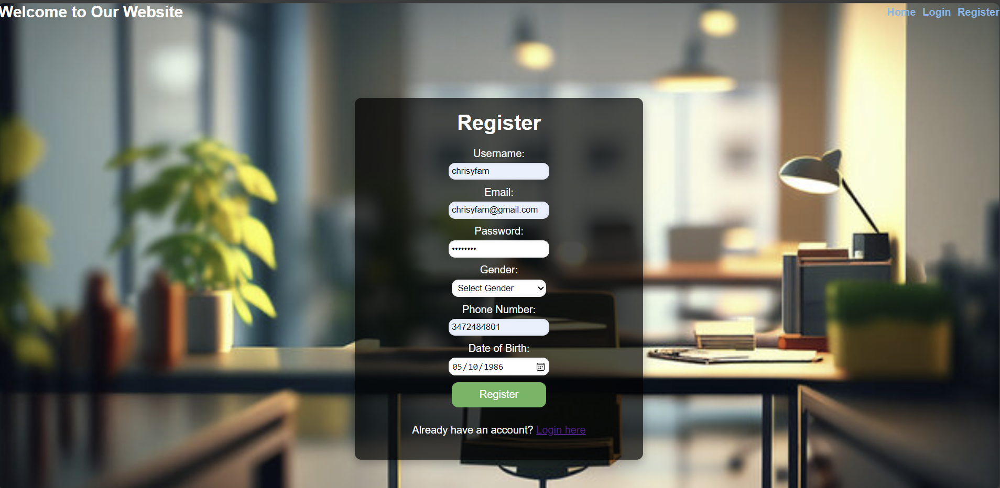 Welcome to Our Website
Home Login Register
Register
Username:
chrisyfam
Email:
chrisyfam@gmail.com
Password:
••••••••
Gender:
Select Gender
Phone Number:
3472484801
Date of Birth:
05/10/1986
Register
Already have an account? Login here